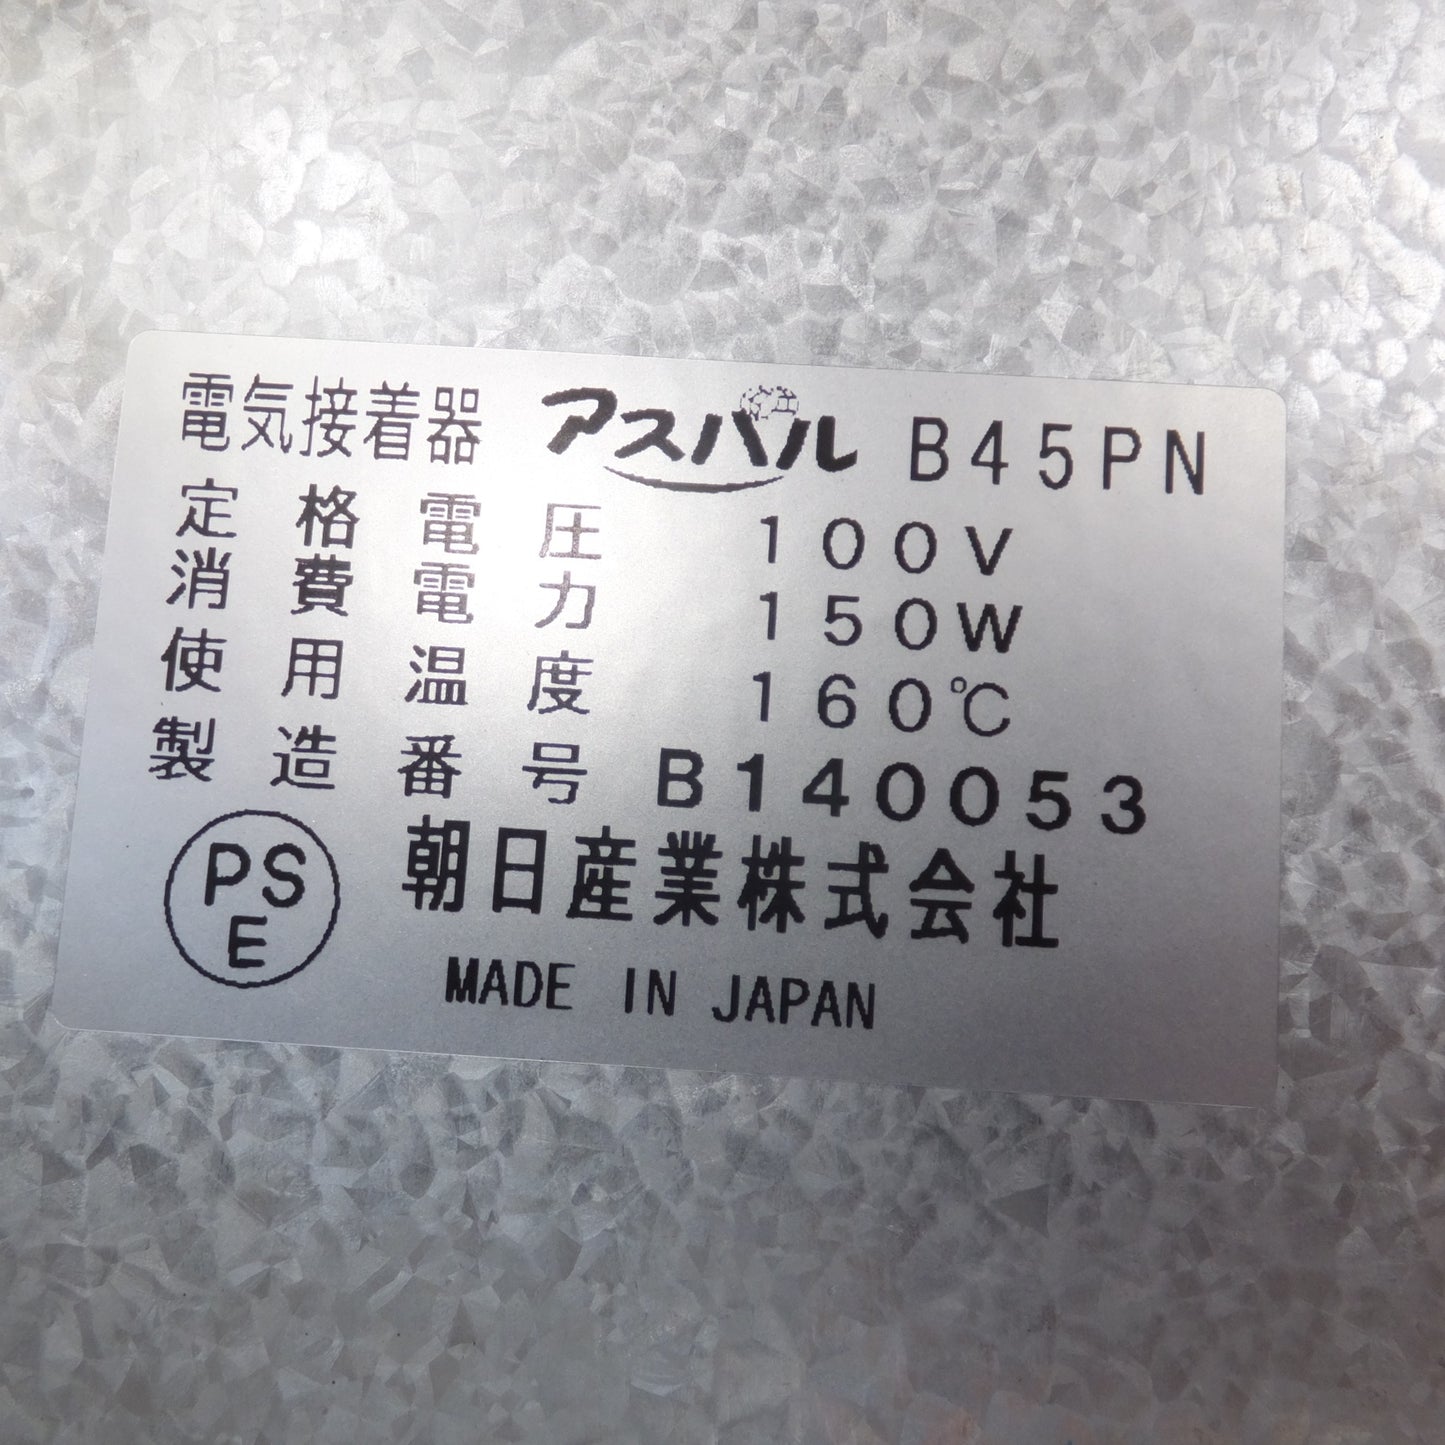 電気接着器 アスパル B45PN
定格電圧 100V
消費電力 150W
使用温度 160℃
製造番号 B140053
PSE 朝日産業株式会社
MADE IN JAPAN